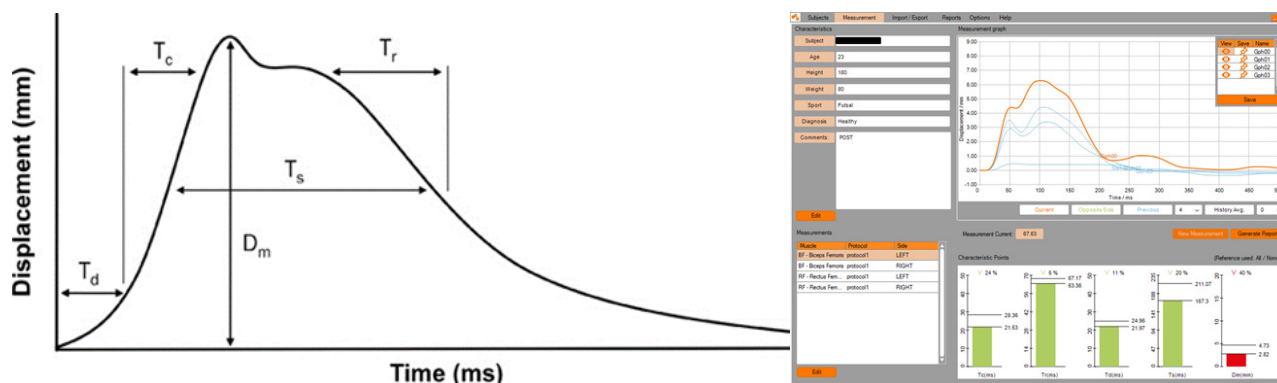 Displacement (mm)
Tc
Tr
Ts
Dm
Td
Time (ms)
Subjects Measurement Import / Export Reports Options Help
Characteristics
Subject
Age 23
Height 180
Weight 80
Sport Futsal
Diagnosis Healthy
Comments: POST
Edit
Measurement graph
View Save Name
Gph00
Gph01
Gph02
Gph03
Save
Displacement / mm
9.00
8.00
7.00
6.00
5.00
4.00
3.00
2.00
1.00
0.00
-1.00
0 50 100 150 200 250 300 350 400 450 500
Time / ms
Current Opposite Side Previous 4 History Avg. 0
Measurements
Muscle Protocol Side
BF - Biceps Femoris protocol1 LEFT
BF - Biceps Femoris protocol1 RIGHT
RF - Rectus Fem... protocol1 LEFT
RF - Rectus Fem... protocol1 RIGHT
Edit
Measurement Current: 67.63
New Measurement Generate Report
Characteristic Points (Reference used: All / None
24 % 6 % 11 % 20 % 40 %
28.36
21.53
67.17
63.36
24.96
21.97
211.07
167.3
4.73
2.82
Tc(ms) Tr(ms) Td(ms) Ts(ms) Dm(mm)